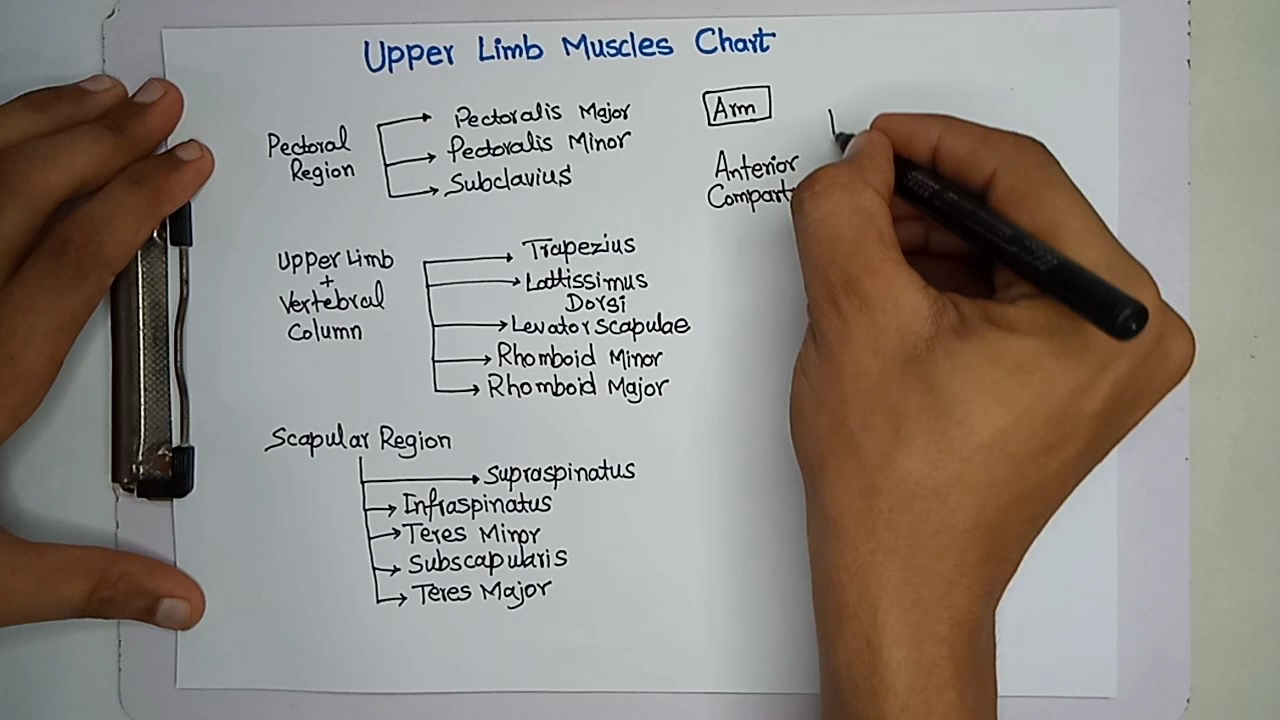 Upper Limb Muscles Chart
Pectoral
Region
Pectoralis Major
Pectoralis Minor
Subclavius
Upper Limb
+
Vertebral
Column
Trapezius
Lattissimus
Dorsi
Levator scapulae
Rhomboid Minor
Rhomboid Major
Scapular Region
Supraspinatus
Infraspinatus
Teres Minor
Subscapularis
Teres Major
Arm
Anterior
Compart